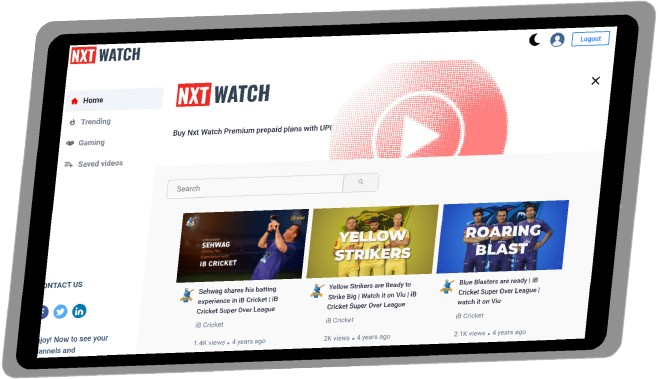 NXT WATCH
Logout
Home
Trending
Gaming
Saved videos
NXT WATCH
Buy Nxt Watch Premium prepaid plans with UPI
Search
SEHWAG
iB CRICKET
YELLOW
STRIKERS
ROARING
BLAST
Sehwag shares his batting
experience in iB Cricket | iB
Cricket Super Over League
iB Cricket
1.4K views • 4 years ago
Yellow Strikers are Ready to
Strike Big | Watch it on Viu | iB
Cricket Super Over League
iB Cricket
2K views • 4 years ago
Blue Blasters are ready | iB
Cricket Super Over League |
watch it on Viu
iB Cricket
2.1K views • 4 years ago
ONTACT US
joy! Now to see your
annels and